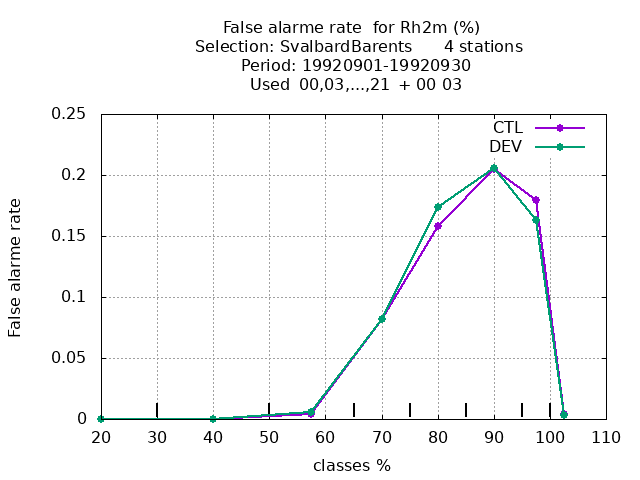 False alarme rate  for Rh2m (%)
Selection: SvalbardBarents      4 stations
Period: 19920901-19920930
Used  00,03,...,21  + 00 03
CTL
DEV
0.25
0.2
0.15
0.1
0.05
0
False alarme rate
20 30 40 50 60 70 80 90 100 110
classes %